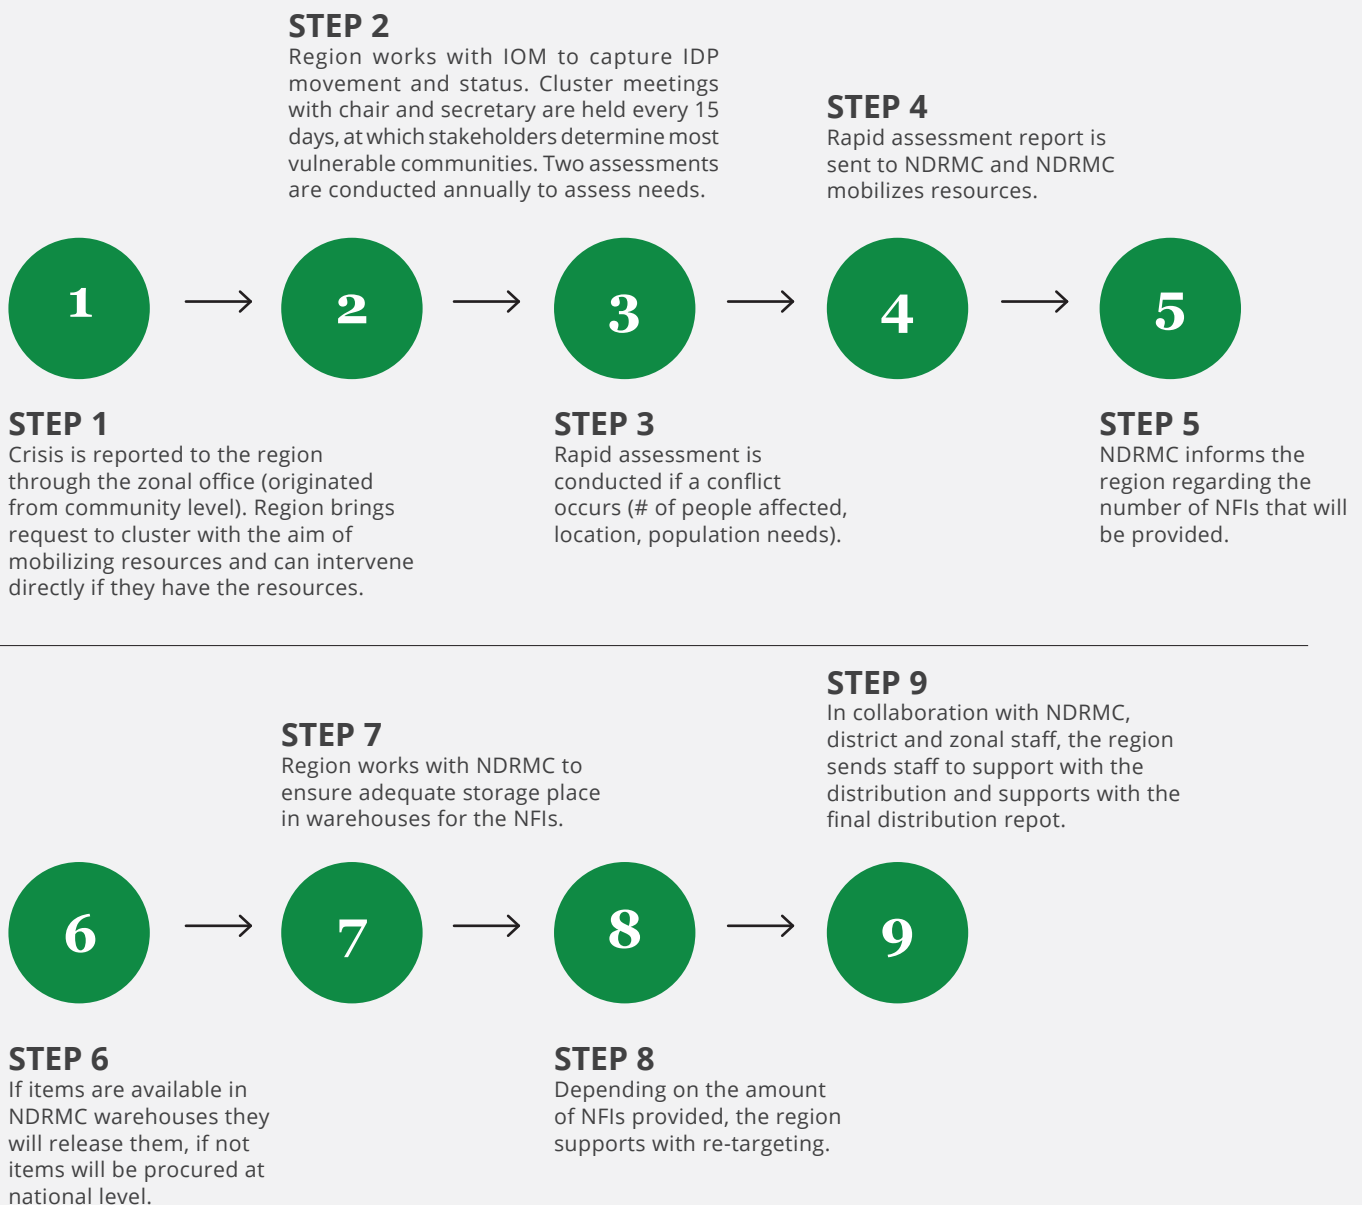 STEP 2
Region works with IOM to capture IDP
movement and status. Cluster meetings
with chair and secretary are held every 15
days, at which stakeholders determine most
vulnerable communities. Two assessments
are conducted annually to assess needs.
STEP 4
Rapid assessment report is
sent to NDRMC and NDRMC
mobilizes resources.
1
2
3
4
5
STEP 1
Crisis is reported to the region
through the zonal office (originated
from community level). Region brings
request to cluster with the aim of
mobilizing resources and can intervene
directly if they have the resources.
STEP 3
Rapid assessment is
conducted if a conflict
occurs (# of people affected,
location, population needs).
STEP 5
NDRMC informs the
region regarding the
number of NFIs that will
be provided.
STEP 7
Region works with NDRMC to
ensure adequate storage place
in warehouses for the NFIs.
STEP 9
In collaboration with NDRMC,
district and zonal staff, the region
sends staff to support with the
distribution and supports with the
final distribution repot.
6
7
8
9
STEP 6
If items are available in
NDRMC warehouses they
will release them, if not
items will be procured at
national level.
STEP 8
Depending on the amount
of NFIs provided, the region
supports with re-targeting.